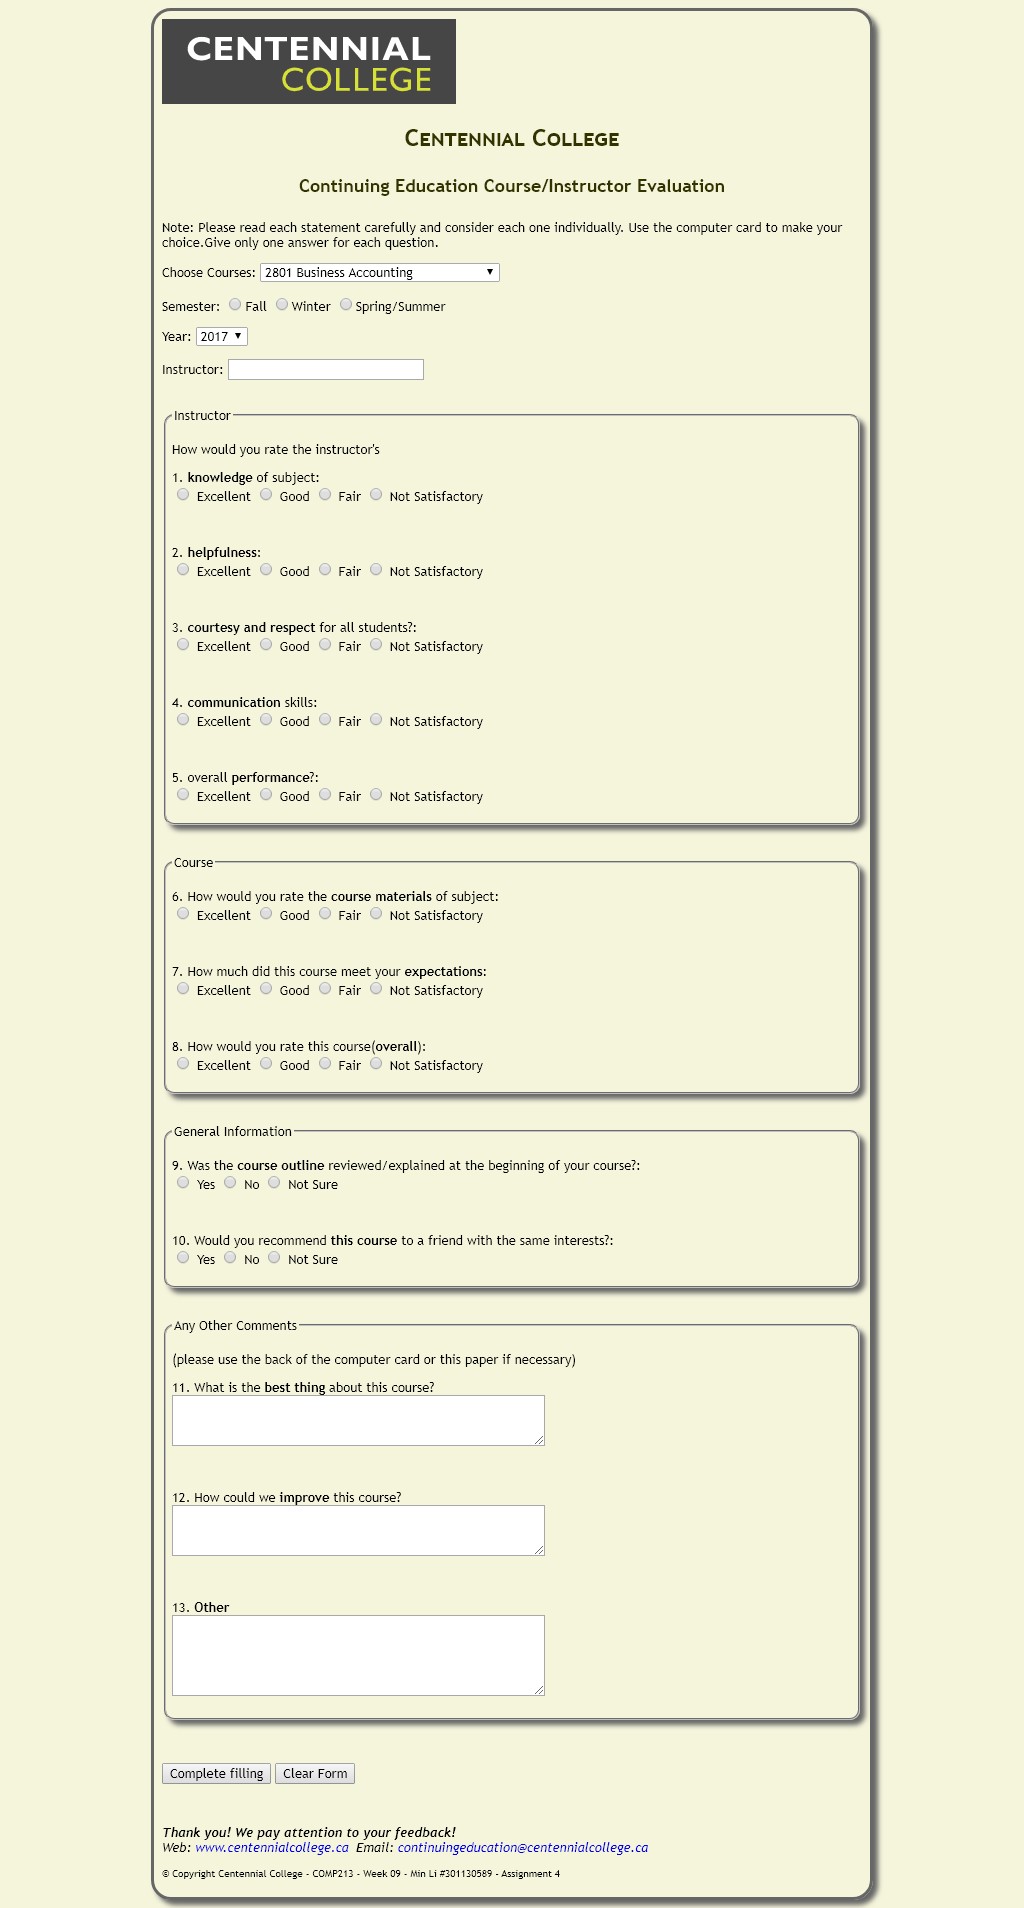 CENTENNIAL
COLLEGE
Centennial College
Continuing Education Course/Instructor Evaluation
Note: Please read each statement carefully and consider each one individually. Use the computer card to make your
choice.Give only one answer for each question.
Choose Courses: 2801 Business Accounting
Semester: Fall Winter Spring/Summer
Year: 2017
Instructor:
Instructor
How would you rate the instructor's
1. knowledge of subject:
Excellent Good Fair Not Satisfactory
2. helpfulness:
Excellent Good Fair Not Satisfactory
3. courtesy and respect for all students?:
Excellent Good Fair Not Satisfactory
4. communication skills:
Excellent Good Fair Not Satisfactory
5. overall performance?:
Excellent Good Fair Not Satisfactory
Course
6. How would you rate the course materials of subject:
Excellent Good Fair Not Satisfactory
7. How much did this course meet your expectations:
Excellent Good Fair Not Satisfactory
8. How would you rate this course(overall):
Excellent Good Fair Not Satisfactory
General Information
9. Was the course outline reviewed/explained at the beginning of your course?:
Yes No Not Sure
10. Would you recommend this course to a friend with the same interests?:
Yes No Not Sure
Any Other Comments
(please use the back of the computer card or this paper if necessary)
11. What is the best thing about this course?
12. How could we improve this course?
13. Other
Complete filling Clear Form
Thank you! We pay attention to your feedback!
Web: www.centennialcollege.ca Email: continuingeducation@centennialcollege.ca
© Copyright Centennial College - COMP213 - Week 09 - Min Li #301130589 - Assignment 4